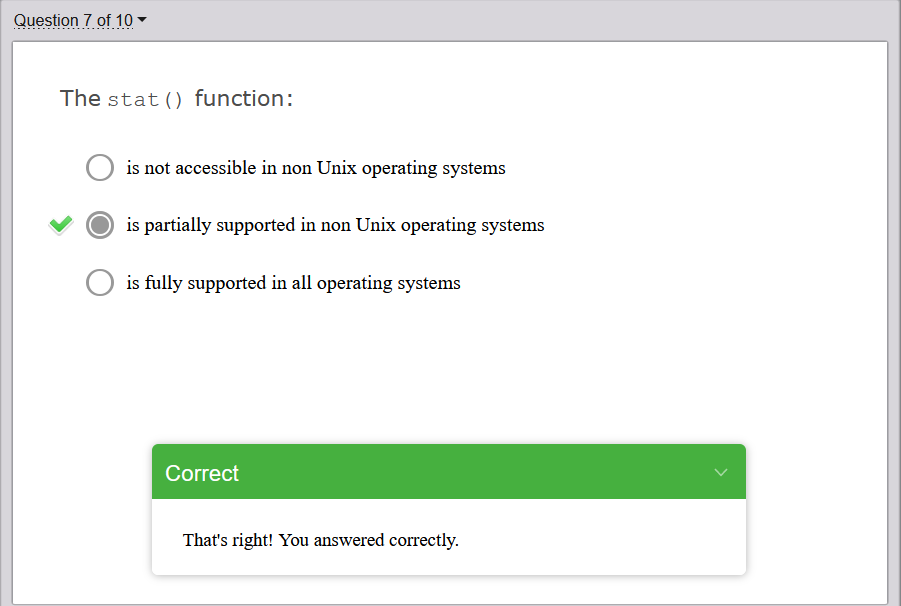 Question 7 of 10
The stat() function:
is not accessible in non Unix operating systems
is partially supported in non Unix operating systems
is fully supported in all operating systems
Correct
That's right! You answered correctly.